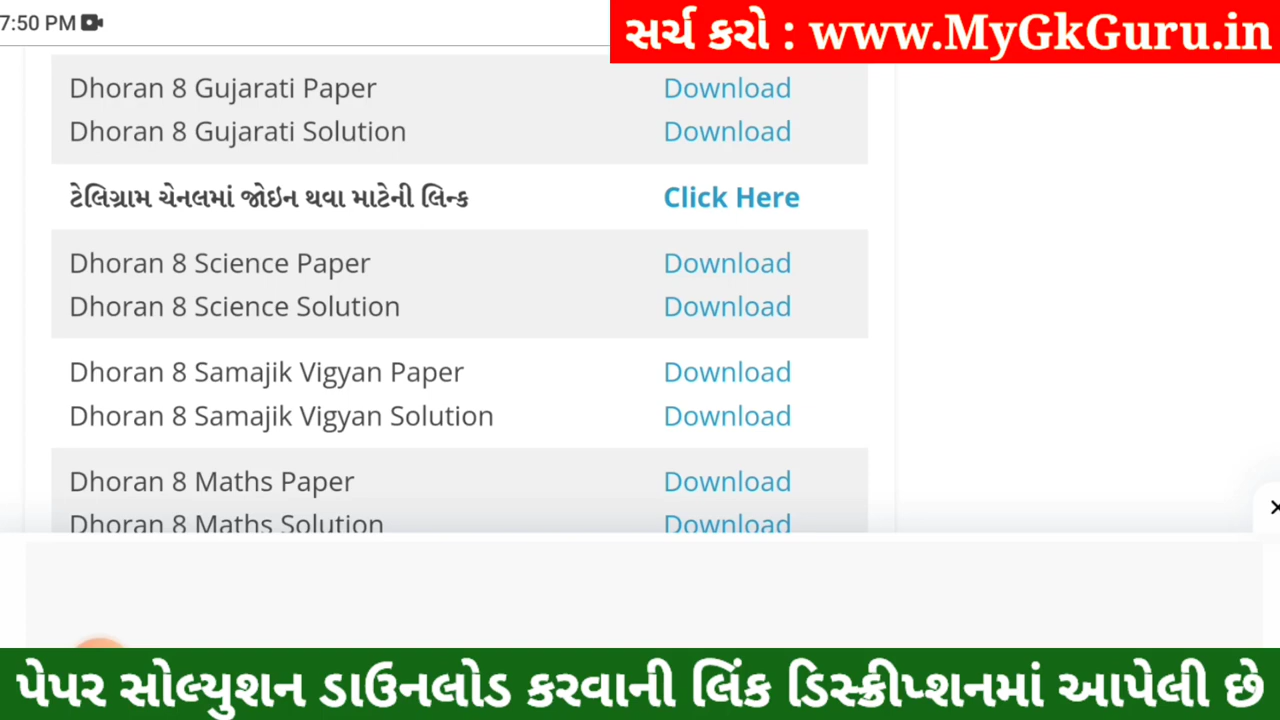 7:50 PM
સર્ચ કરો : www.MyGkGuru.in
Dhoran 8 Gujarati Paper Download
Dhoran 8 Gujarati Solution Download
ટેલિગ્રામ ચેનલમાં જોઇન થવા માટેની લિન્ક Click Here
Dhoran 8 Science Paper Download
Dhoran 8 Science Solution Download
Dhoran 8 Samajik Vigyan Paper Download
Dhoran 8 Samajik Vigyan Solution Download
Dhoran 8 Maths Paper Download
Dhoran 8 Maths Solution Download
પેપર સોલ્યુશન ડાઉનલોડ કરવાની લિંક ડિસ્ક્રીપ્શનમાં આપેલી છે